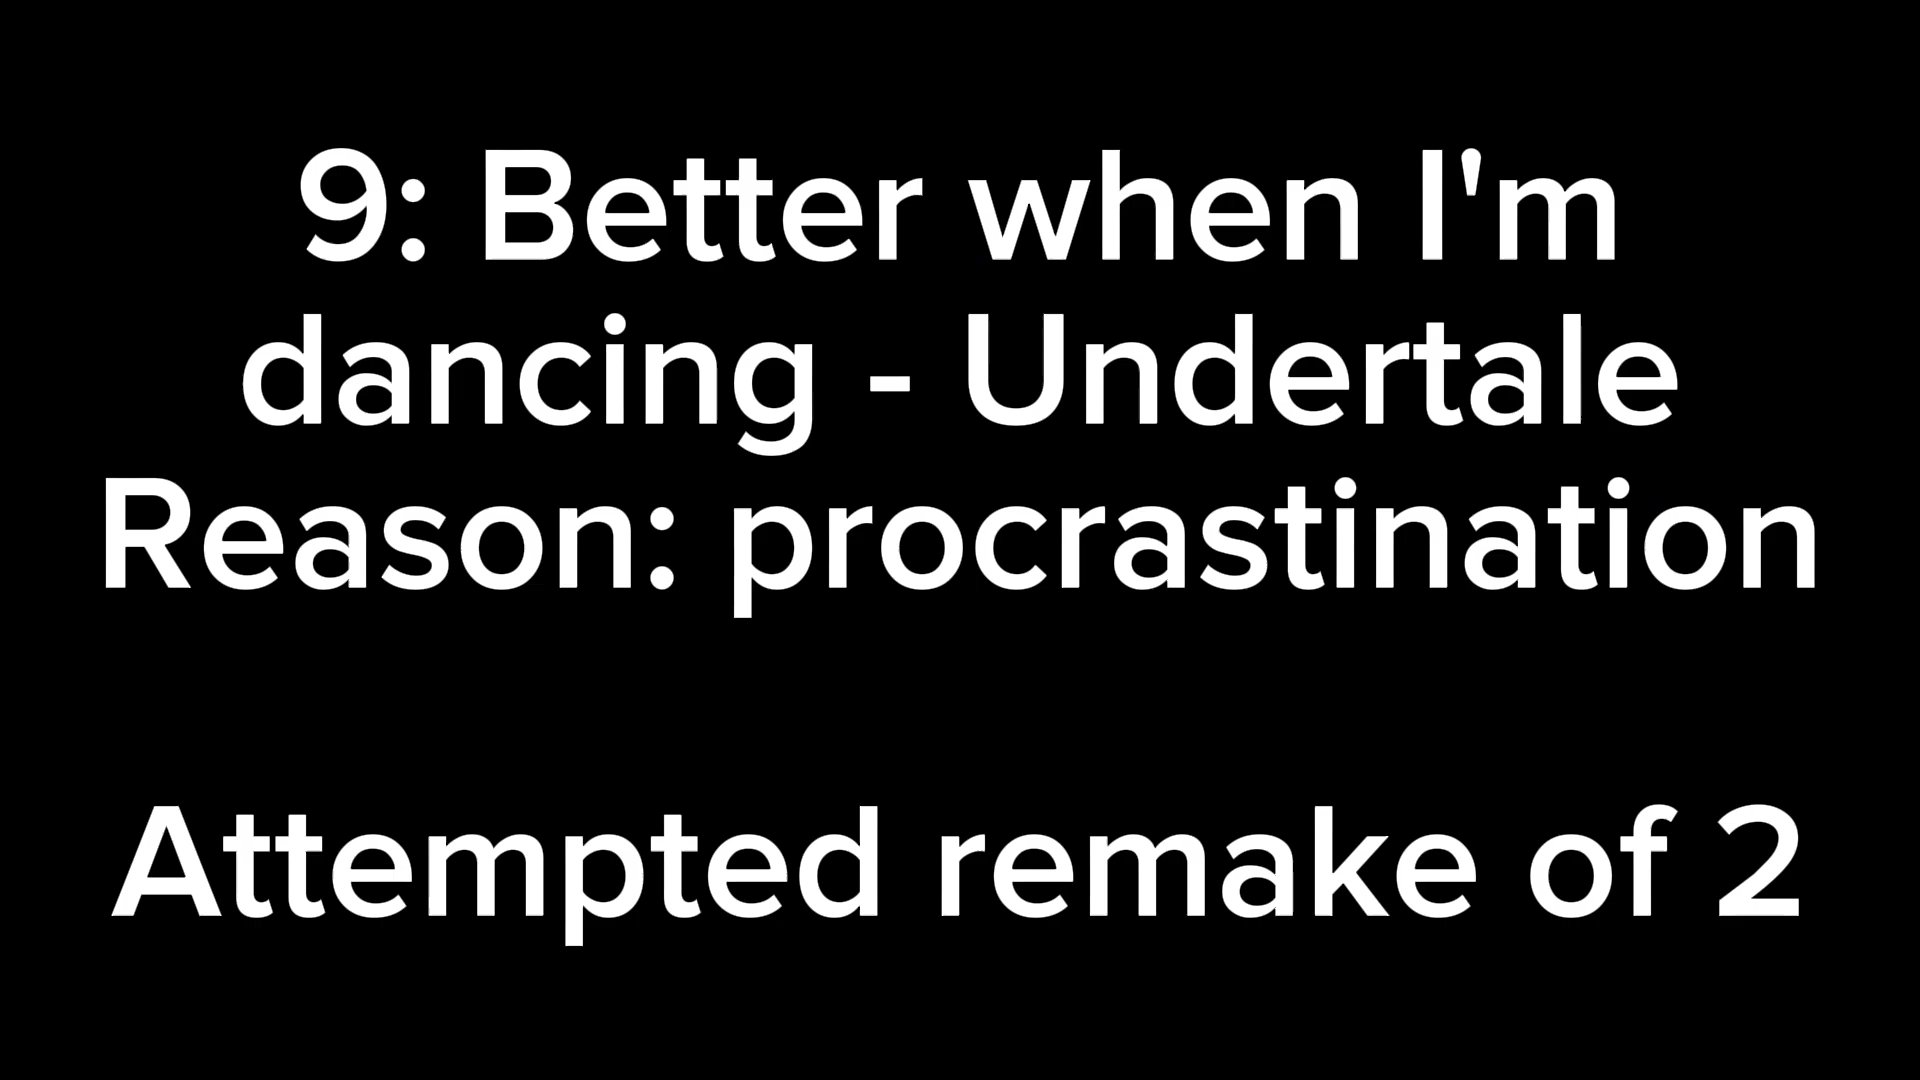 9: Better when I'm
dancing - Undertale
Reason: procrastination
Attempted remake of 2